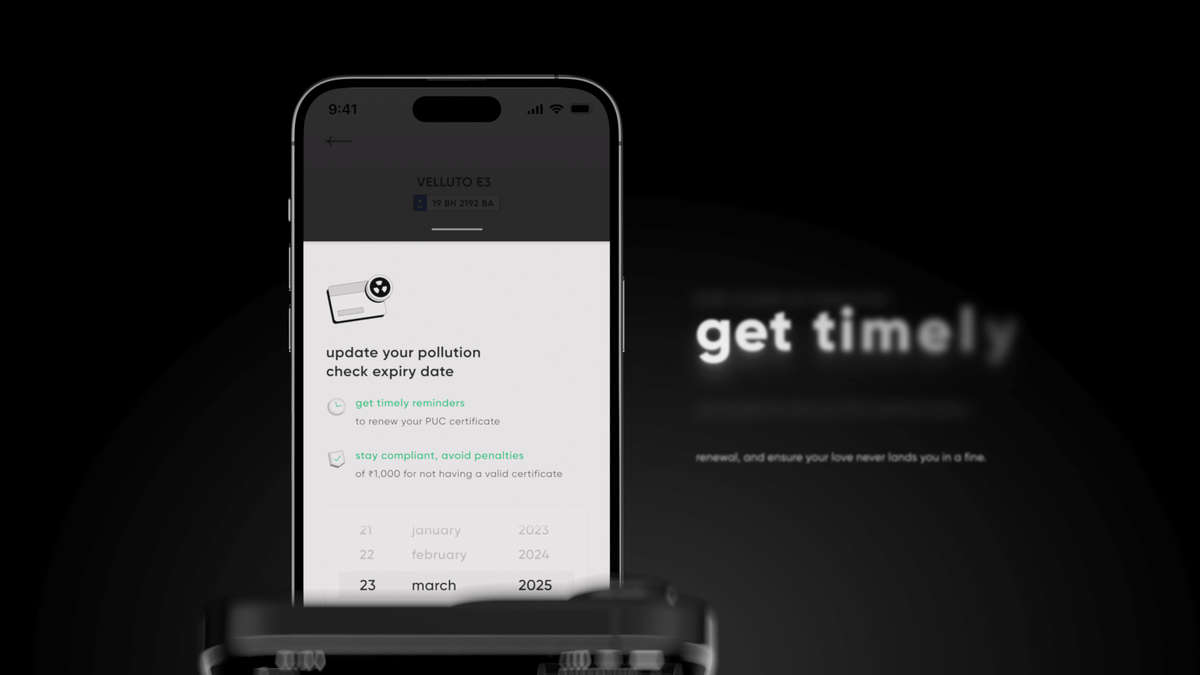 9:41
VELLUTO E3
19 BH 2192 BA
update your pollution
check expiry date
get timely reminders
to renew your PUC certificate
stay compliant, avoid penalties
of ₹1,000 for not having a valid certificate
21 january 2023
22 february 2024
23 march 2025
get timely
renewal, and ensure your love never lands you in a fine.